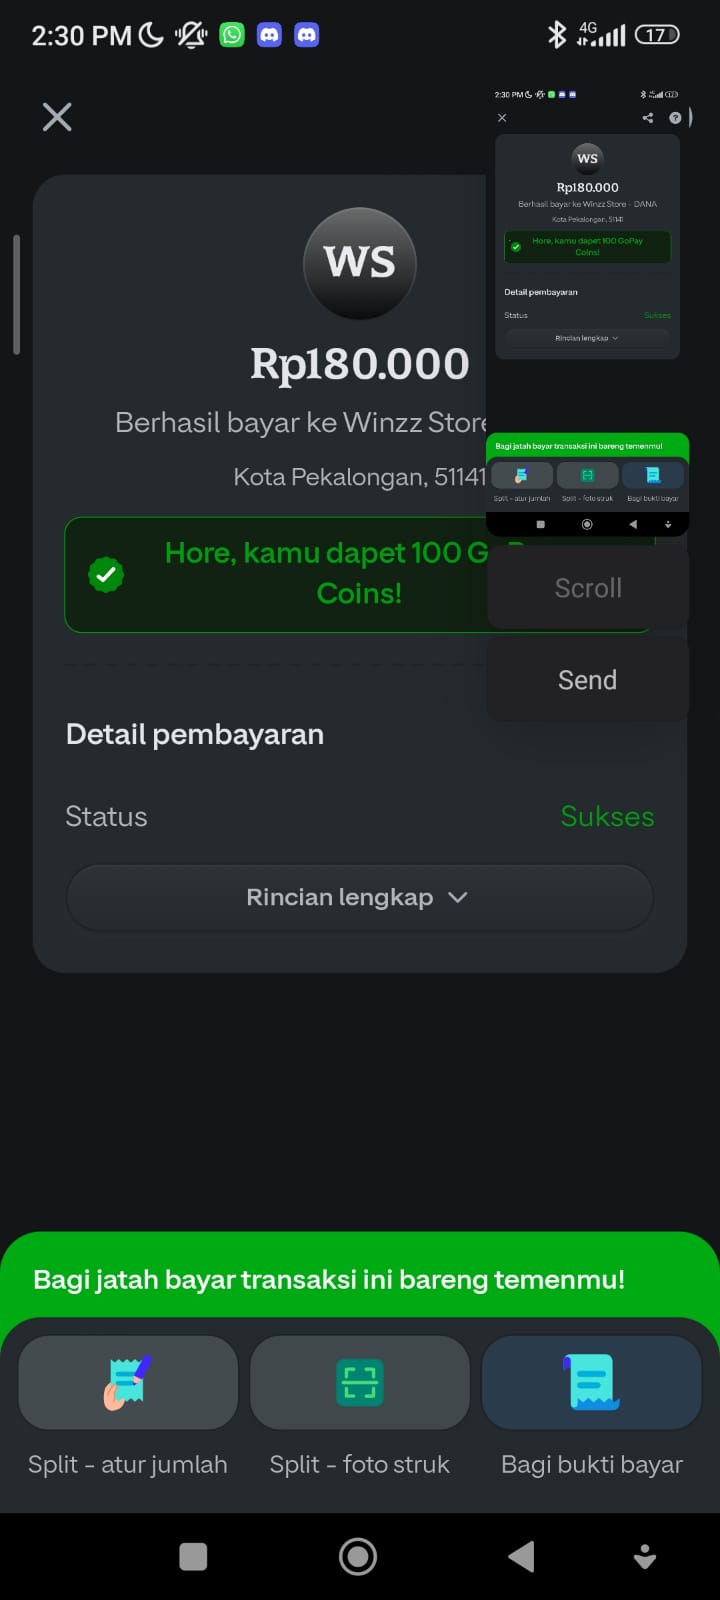 2:30 PM
4G
17
WS
Rp180.000
Berhasil bayar ke Winzz Store
Kota Pekalongan, 51141
Hore, kamu dapet 100 G
Coins!
Detail pembayaran
Status
Sukses
Rincian lengkap
2:30 PM
WS
Rp180.000
Berhasil bayar ke Winzz Store - DANA
Kota Pekalongan, 51141
Hore, kamu dapet 100 GoPay
Coins!
Detail pembayaran
Status
Sukses
Rincian lengkap
Bagi jatah bayar transaksi ini bareng temenmu!
Split - atur jumlah
Split - foto struk
Bagi bukti bayar
Scroll
Send
Bagi jatah bayar transaksi ini bareng temenmu!
Split - atur jumlah
Split - foto struk
Bagi bukti bayar